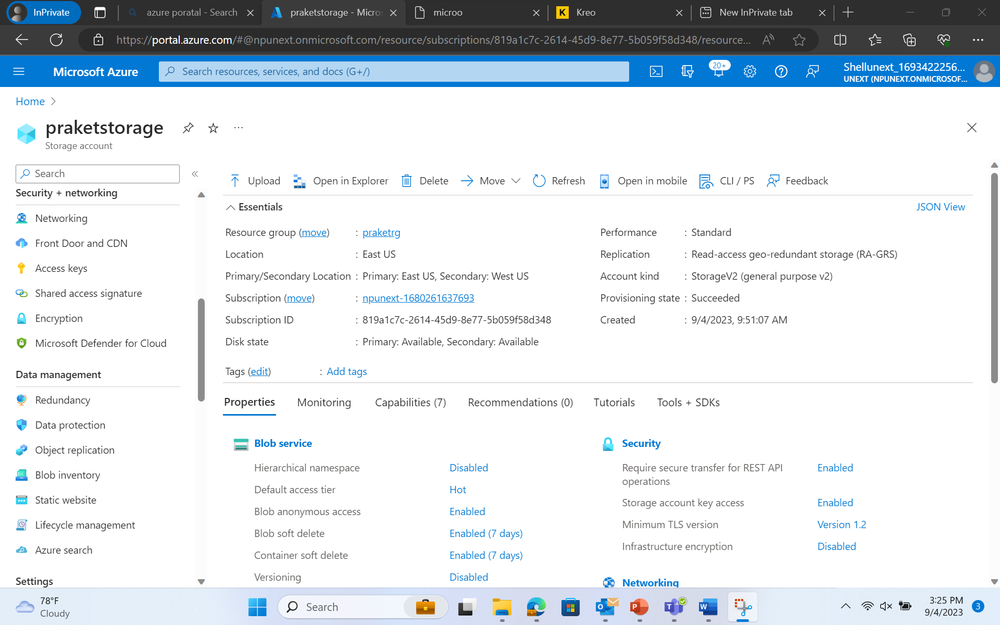 InPrivate
azure poratal - Search
praketstorage - Micros
microo
K Kreo
New InPrivate tab
https://portal.azure.com/#@npunext.onmicrosoft.com/resource/subscriptions/819a1c7c-2614-45d9-8e77-5b059f58d348/resource...
Microsoft Azure
Search resources, services, and docs (G+/)
20+
Shellunext_1693422256...
UNEXT (NPUNEXT.ONMICROSOF...
Home
praketstorage
Storage account
Search
Security + networking
Networking
Front Door and CDN
Access keys
Shared access signature
Encryption
Microsoft Defender for Cloud
Data management
Redundancy
Data protection
Object replication
Blob inventory
Static website
Lifecycle management
Azure search
Settings
Upload
Open in Explorer
Delete
Move
Refresh
Open in mobile
CLI / PS
Feedback
Essentials
JSON View
Resource group (move) : praketrg
Location : East US
Primary/Secondary Location : Primary: East US, Secondary: West US
Subscription (move) : npunext-1680261637693
Subscription ID : 819a1c7c-2614-45d9-8e77-5b059f58d348
Disk state : Primary: Available, Secondary: Available
Performance : Standard
Replication : Read-access geo-redundant storage (RA-GRS)
Account kind : StorageV2 (general purpose v2)
Provisioning state : Succeeded
Created : 9/4/2023, 9:51:07 AM
Tags (edit) : Add tags
Properties
Monitoring
Capabilities (7)
Recommendations (0)
Tutorials
Tools + SDKs
Blob service
Hierarchical namespace Disabled
Default access tier Hot
Blob anonymous access Enabled
Blob soft delete Enabled (7 days)
Container soft delete Enabled (7 days)
Versioning Disabled
Security
Require secure transfer for REST API Enabled
operations
Storage account key access Enabled
Minimum TLS version Version 1.2
Infrastructure encryption Disabled
Networking
78°F
Cloudy
Search
3:25 PM
9/4/2023
3